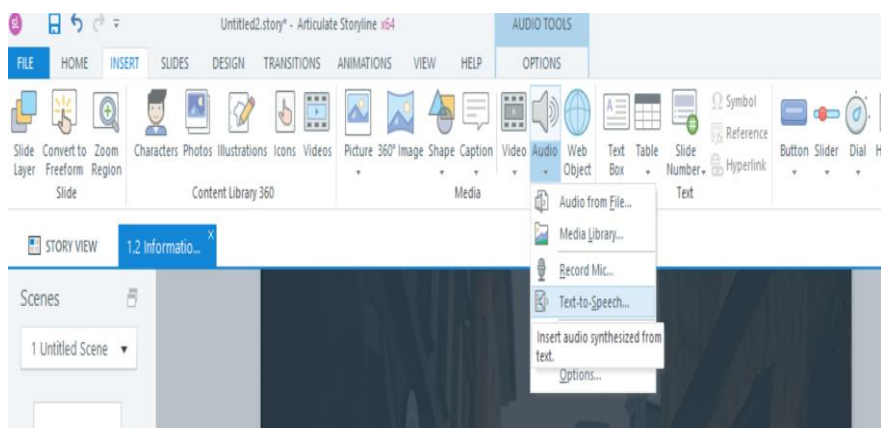 sl
Untitled2.story* - Articulate Storyline x64
AUDIO TOOLS
FILE HOME INSERT SLIDES DESIGN TRANSITIONS ANIMATIONS VIEW HELP OPTIONS
Slide Layer
Convert to Freeform
Zoom Region
Characters Photos Illustrations Icons Videos
Picture 360° Image Shape Caption
Video Audio Web Object
Text Box
Table
Slide Number
Symbol
Reference
Hyperlink
Button Slider Dial H
Slide Content Library 360 Media Text
STORY VIEW 1.2 Informatio... x
Audio from File...
Media Library...
Record Mic...
Text-to-Speech...
Insert audio synthesized from
text.
Options...
Scenes
1 Untitled Scene